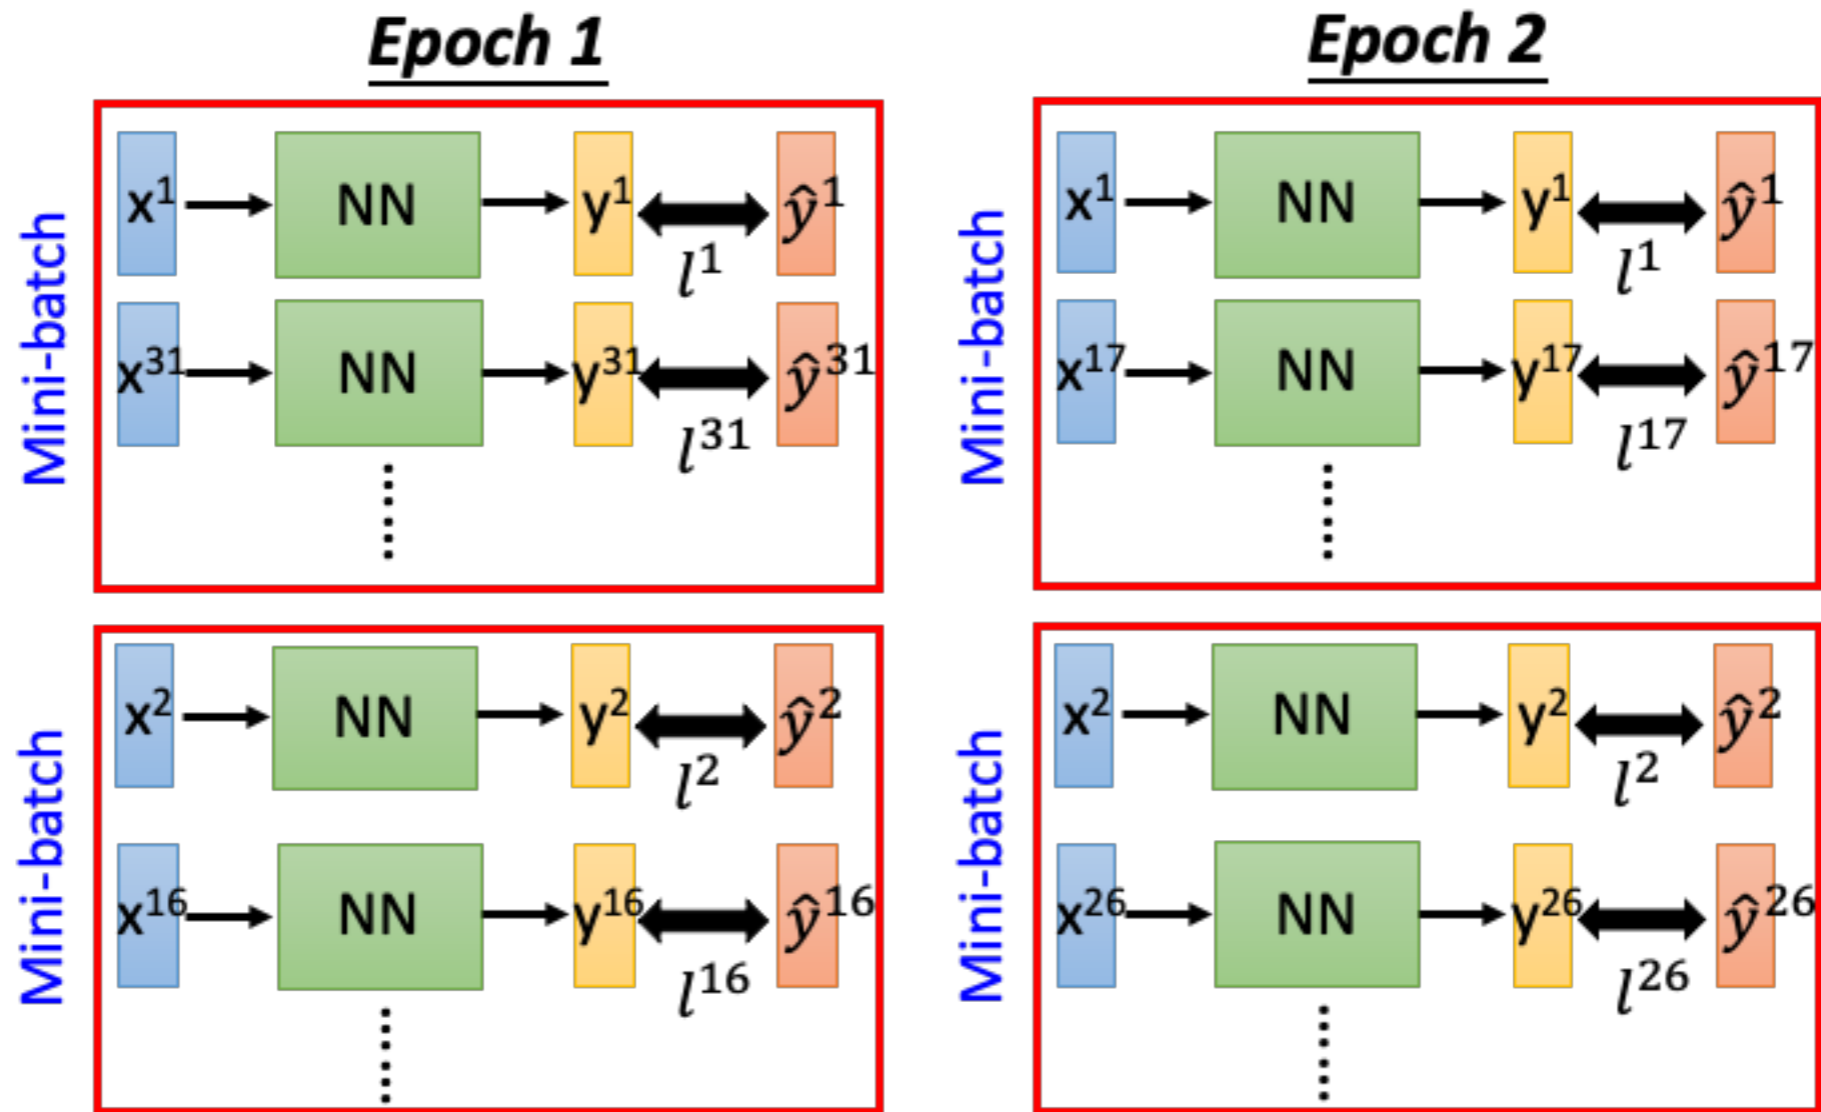 Epoch 1
Mini-batch
x¹ NN y¹ ŷ¹
l¹
x³¹ NN y³¹ ŷ³¹
l³¹
Mini-batch
x² NN y² ŷ²
l²
x¹⁶ NN y¹⁶ ŷ¹⁶
l¹⁶
Epoch 2
Mini-batch
x¹ NN y¹ ŷ¹
l¹
x¹⁷ NN y¹⁷ ŷ¹⁷
l¹⁷
Mini-batch
x² NN y² ŷ²
l²
x²⁶ NN y²⁶ ŷ²⁶
l²⁶